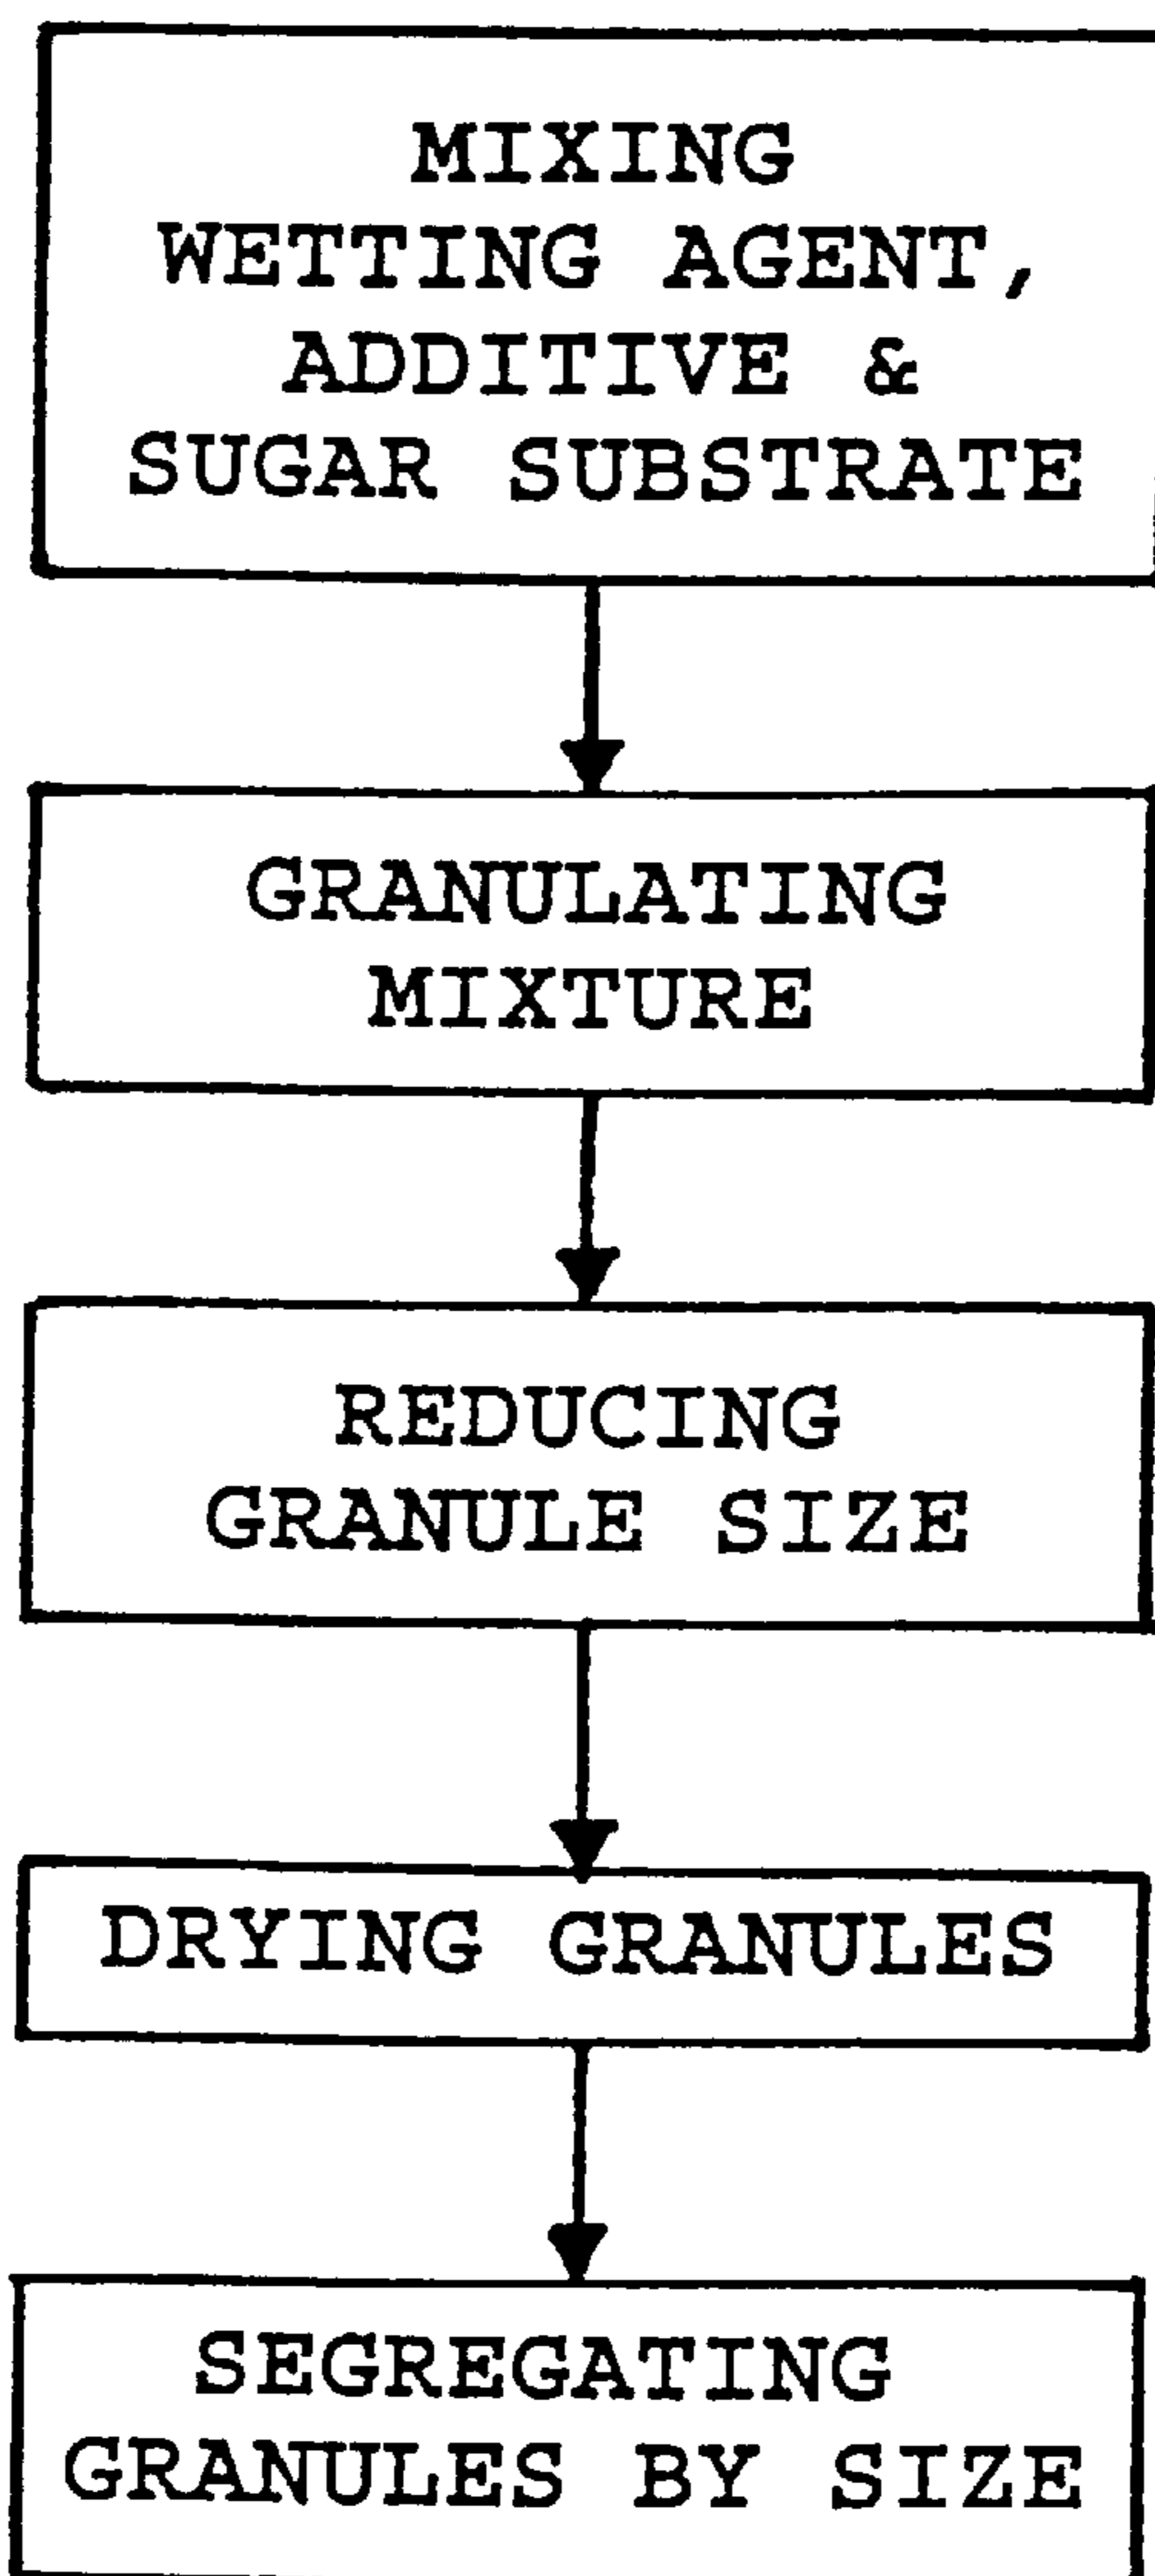 MIXING
WETTING AGENT,
ADDITIVE &
SUGAR SUBSTRATE
GRANULATING
MIXTURE
REDUCING
GRANULE SIZE
DRYING GRANULES
SEGREGATING
GRANULES BY SIZE